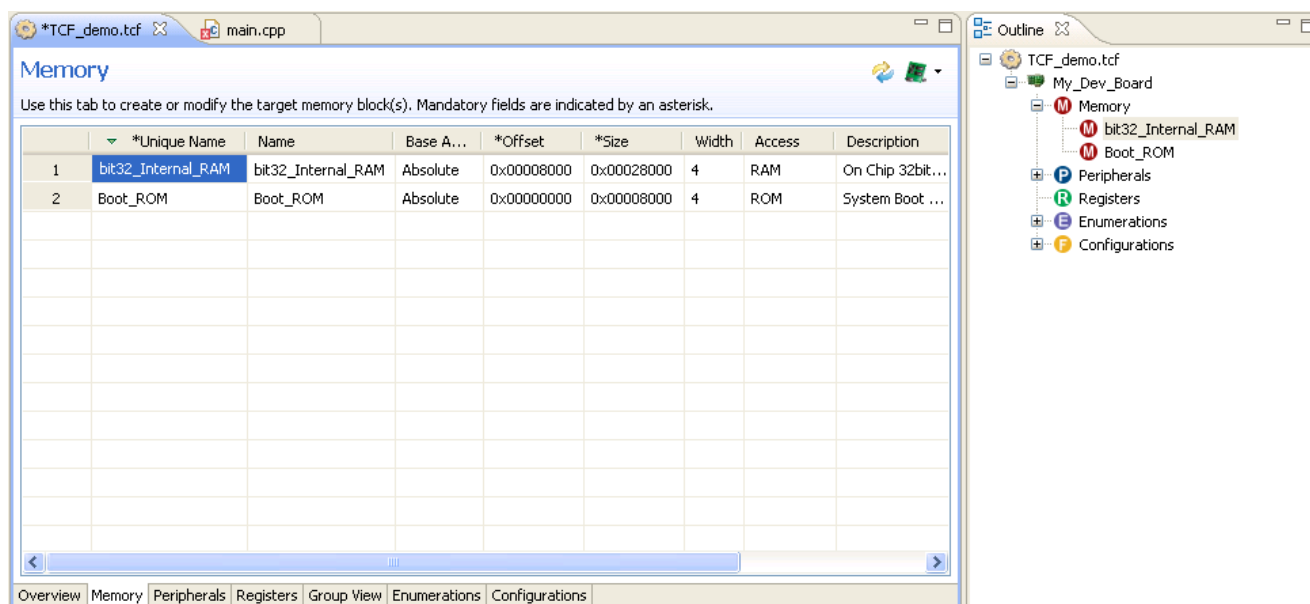 *TCF_demo.tcf main.cpp
Memory
Use this tab to create or modify the target memory block(s). Mandatory fields are indicated by an asterisk.
*Unique Name Name Base A... *Offset *Size Width Access Description
1 bit32_Internal_RAM bit32_Internal_RAM Absolute 0x00008000 0x00028000 4 RAM On Chip 32bit...
2 Boot_ROM Boot_ROM Absolute 0x00000000 0x00008000 4 ROM System Boot ...
Overview Memory Peripherals Registers Group View Enumerations Configurations
Outline
TCF_demo.tcf
My_Dev_Board
M Memory
M bit32_Internal_RAM
M Boot_ROM
P Peripherals
R Registers
E Enumerations
F Configurations